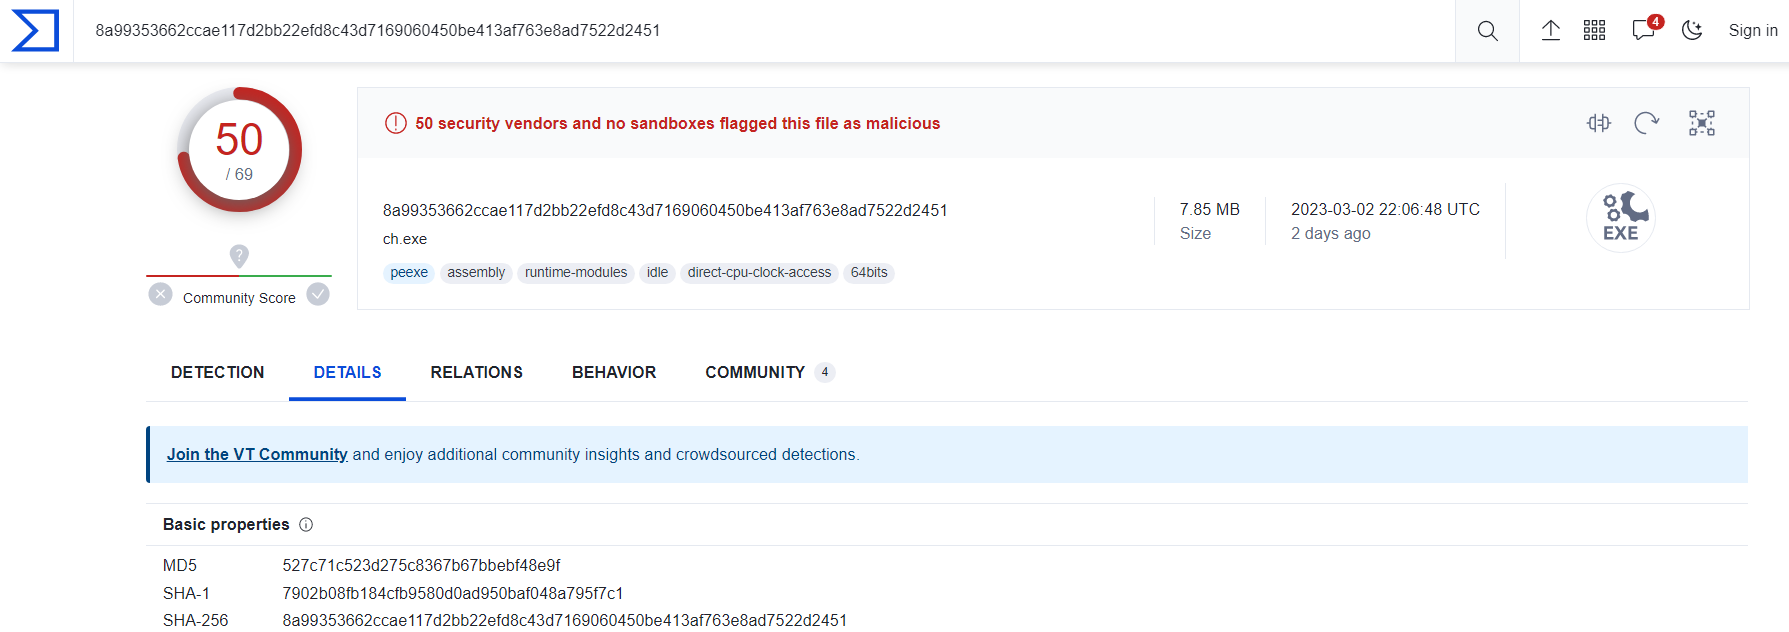 8a99353662ccae117d2bb22efd8c43d7169060450be413af763e8ad7522d2451
4
Sign in
50
/ 69
Community Score
50 security vendors and no sandboxes flagged this file as malicious
8a99353662ccae117d2bb22efd8c43d7169060450be413af763e8ad7522d2451
ch.exe
peexe assembly runtime-modules idle direct-cpu-clock-access 64bits
7.85 MB
Size
2023-03-02 22:06:48 UTC
2 days ago
EXE
DETECTION DETAILS RELATIONS BEHAVIOR COMMUNITY 4
Join the VT Community and enjoy additional community insights and crowdsourced detections.
Basic properties
MD5 527c71c523d275c8367b67bbebf48e9f
SHA-1 7902b08fb184cfb9580d0ad950baf048a795f7c1
SHA-256 8a99353662ccae117d2bb22efd8c43d7169060450be413af763e8ad7522d2451